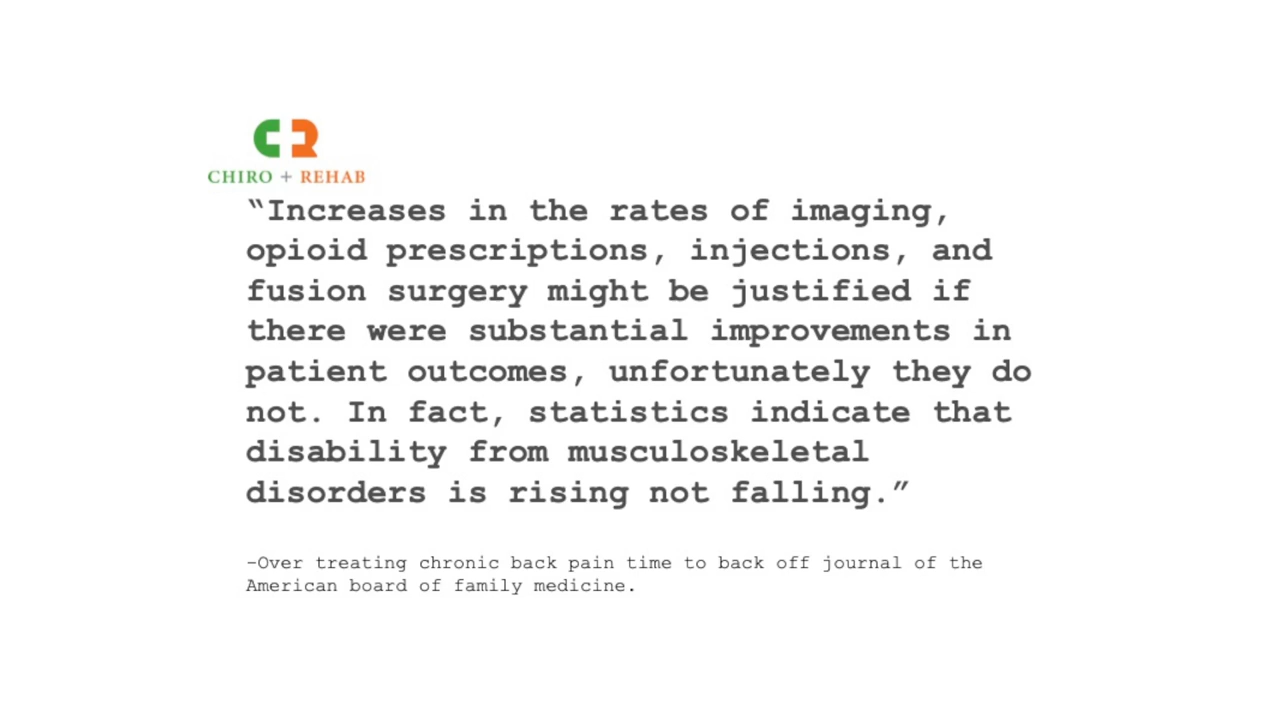 CR
CHIRO + REHAB
“Increases in the rates of imaging,
opioid prescriptions, injections, and
fusion surgery might be justified if
there were substantial improvements in
patient outcomes, unfortunately they do
not. In fact, statistics indicate that
disability from musculoskeletal
disorders is rising not falling.”
-Over treating chronic back pain time to back off journal of the
American board of family medicine.